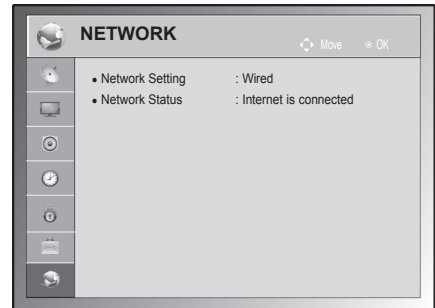 NETWORK
Move OK
• Network Setting : Wired
• Network Status : Internet is connected